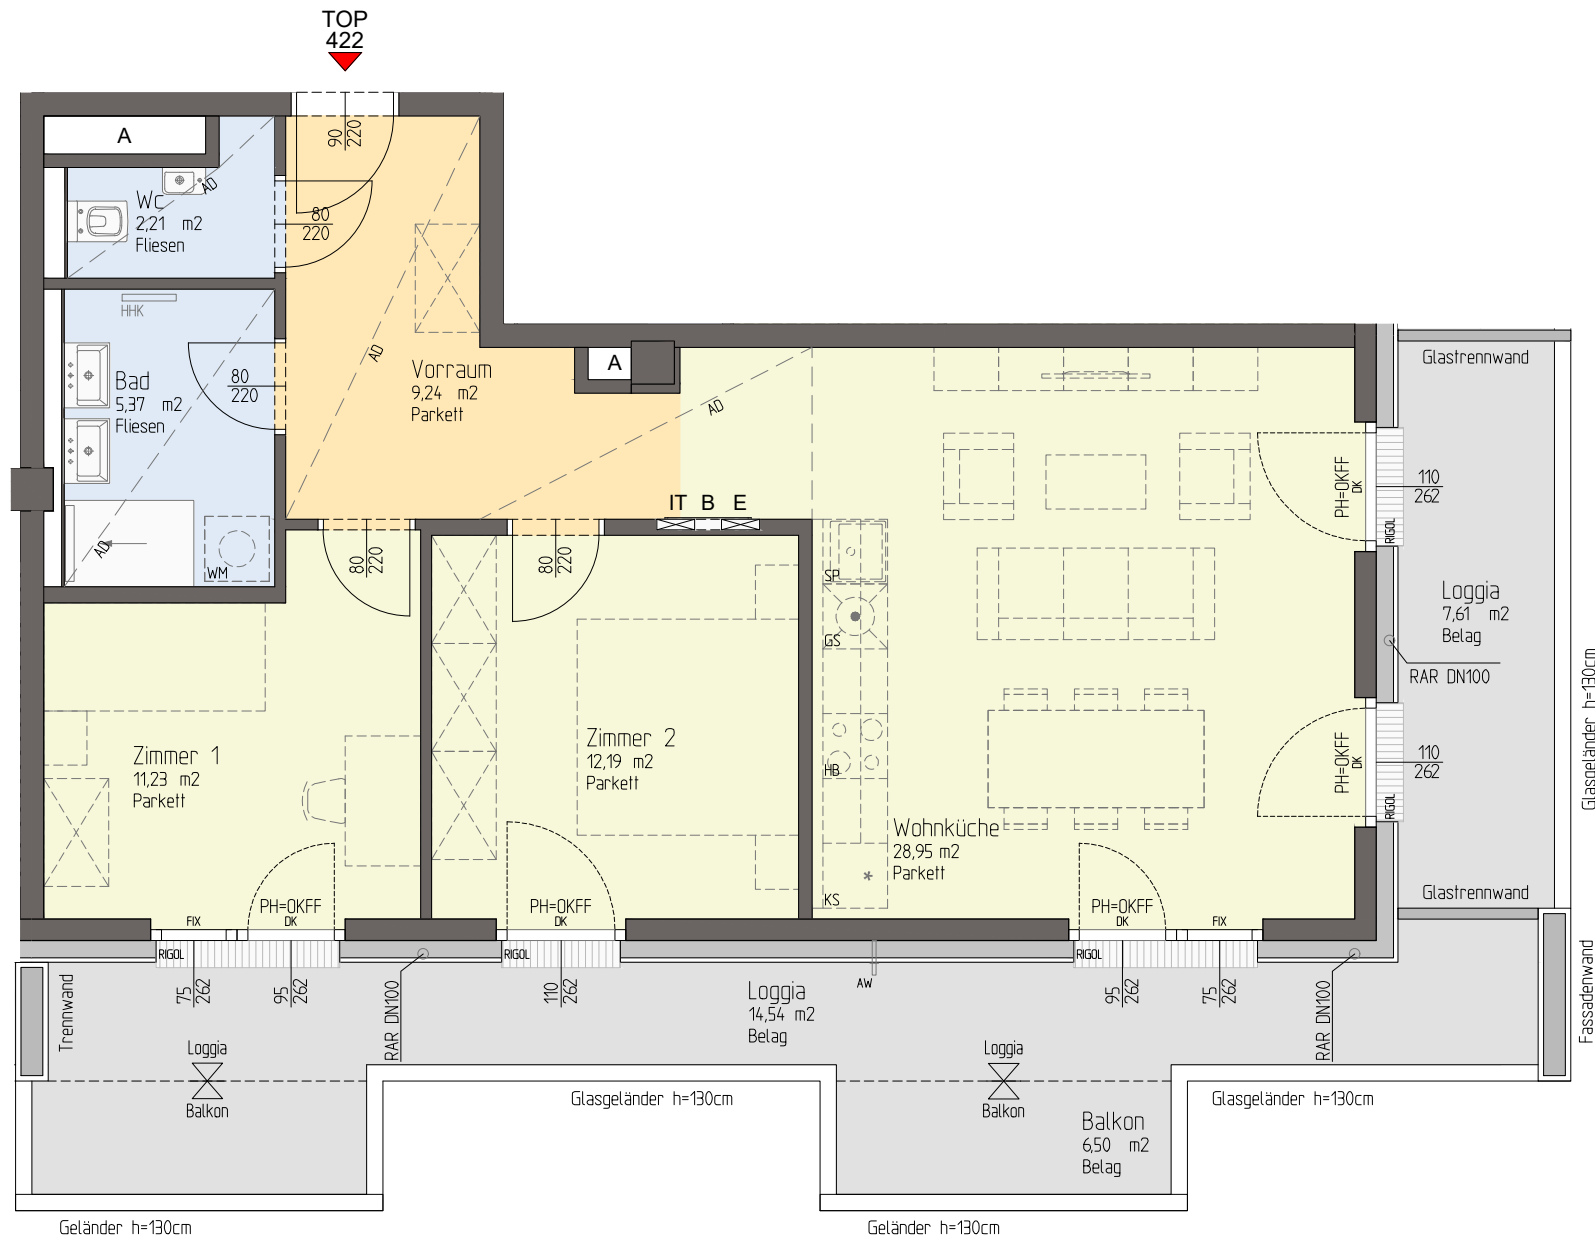 TOP
422
A
90
220
AD
Wc
2,21 m2
Fliesen
80
220
HHK
AD
A
Glastrennwand
Bad
5,37 m2
Fliesen
80
220
Vorraum
9,24 m2
Parkett
AD
PH=OKFF
DK
110
262
RIGOL
IT B E
AD
WM
80
220
80
220
SP
GS
HB
KS
*
Loggia
7,61 m2
Belag
RAR DN100
Glasgeländer h=130cm
Zimmer 1
11,23 m2
Parkett
Zimmer 2
12,19 m2
Parkett
PH=OKFF
DK
110
262
RIGOL
Wohnküche
28,95 m2
Parkett
Glastrennwand
PH=OKFF
FIX
DK
PH=OKFF
DK
PH=OKFF
DK
FIX
RIGOL
RIGOL
RIGOL
75
262
95
262
110
262
AW
95
262
75
262
Trennwand
RAR DN100
Loggia
14,54 m2
Belag
RAR DN100
Fassadenwand
Loggia
Balkon
Loggia
Balkon
Glasgeländer h=130cm
Glasgeländer h=130cm
Balkon
6,50 m2
Belag
Geländer h=130cm
Geländer h=130cm